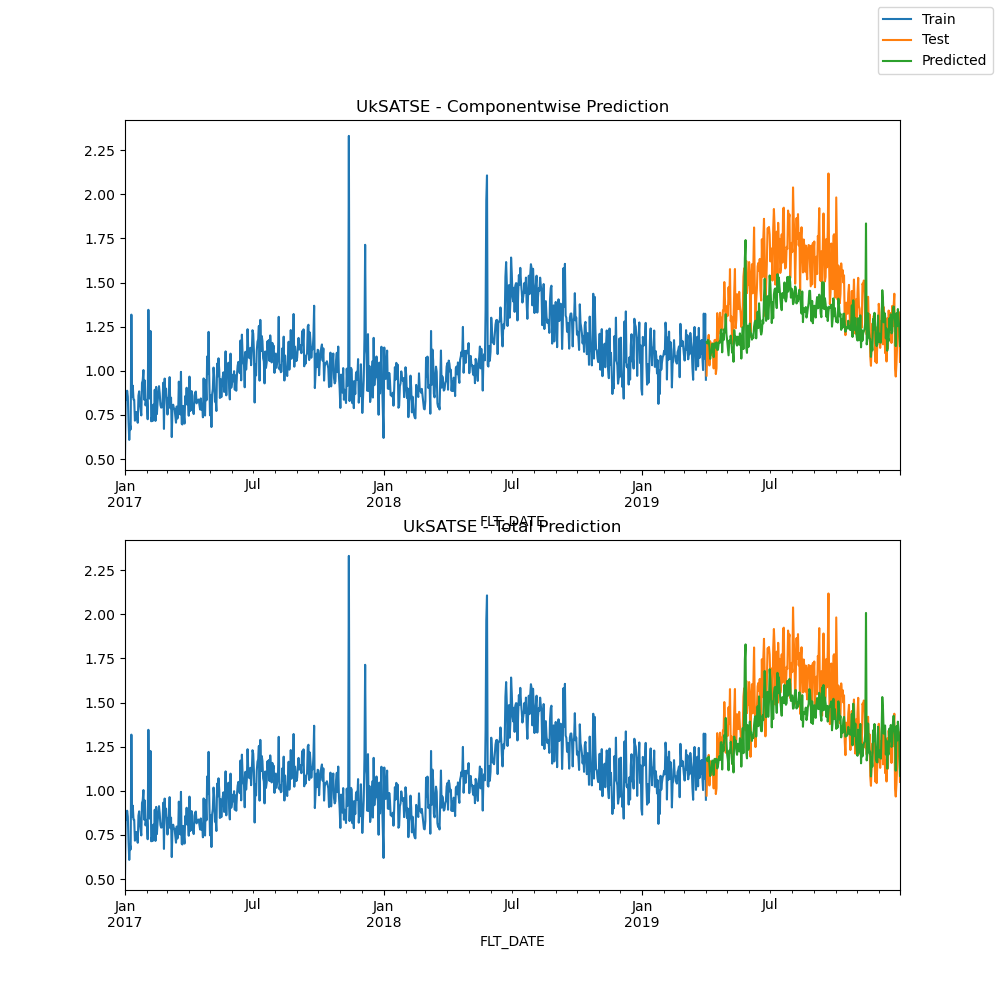 Train
Test
Predicted
UkSATSE - Componentwise Prediction
2.25
2.00
1.75
1.50
1.25
1.00
0.75
0.50
Jan
2017
Jul
Jan
2018
Jul
Jan
2019
Jul
FLT_DATE
UkSATSE - Total Prediction
2.25
2.00
1.75
1.50
1.25
1.00
0.75
0.50
Jan
2017
Jul
Jan
2018
Jul
Jan
2019
Jul
FLT_DATE